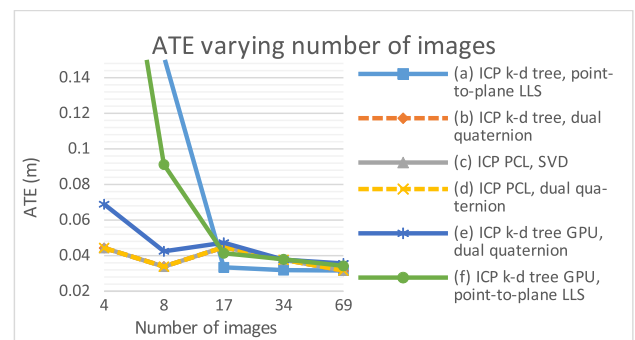 ATE varying number of images
0.14
0.12
0.1
0.08
0.06
0.04
0.02
ATE (m)
4 8 17 34 69
Number of images
(a) ICP k-d tree, point-
to-plane LLS
(b) ICP k-d tree, dual
quaternion
(c) ICP PCL, SVD
(d) ICP PCL, dual qua-
ternion
(e) ICP k-d tree GPU,
dual quaternion
(f) ICP k-d tree GPU,
point-to-plane LLS